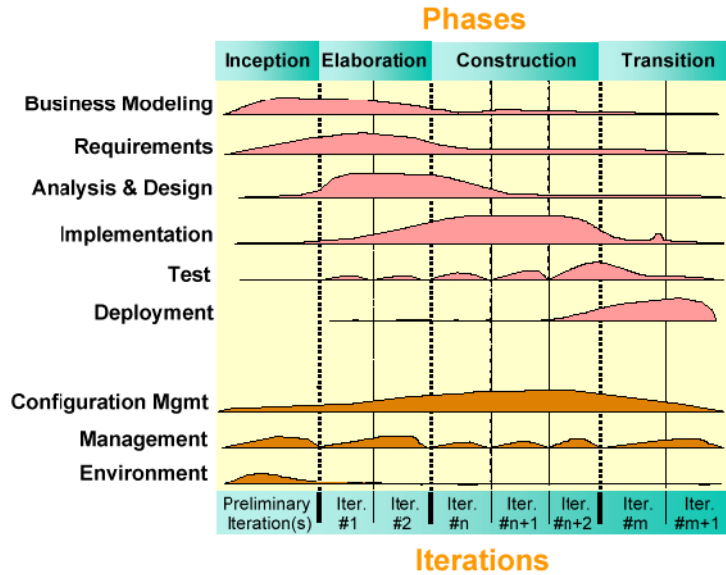 Phases
Inception Elaboration Construction Transition
Business Modeling
Requirements
Analysis & Design
Implementation
Test
Deployment
Configuration Mgmt
Management
Environment
Preliminary Iter. Iter. Iter. Iter. Iter. Iter. Iter.
Iteration(s) #1 #2 #n #n+1 #n+2 #m #m+1
Iterations